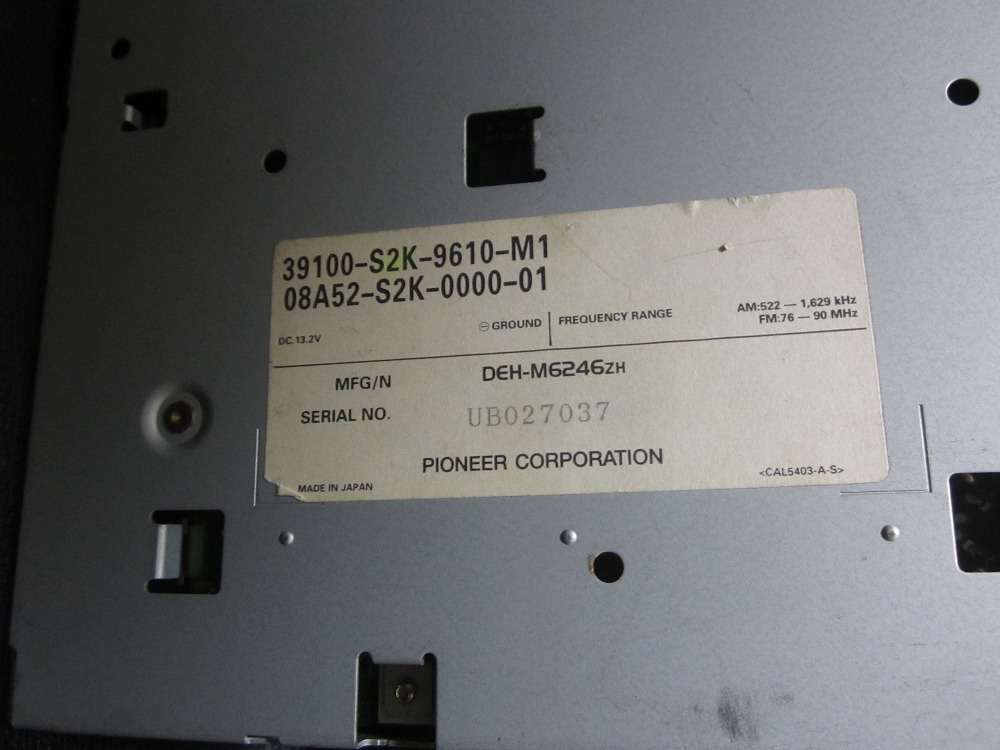 39100-S2K-9610-M1
08A52-S2K-0000-01
DC.13.2V
⊖ GROUND
FREQUENCY RANGE
AM:522 — 1,629 kHz
FM:76 — 90 MHz
MFG/N DEH-M6246ZH
SERIAL NO. UB027037
PIONEER CORPORATION
MADE IN JAPAN
<CAL5403-A-S>